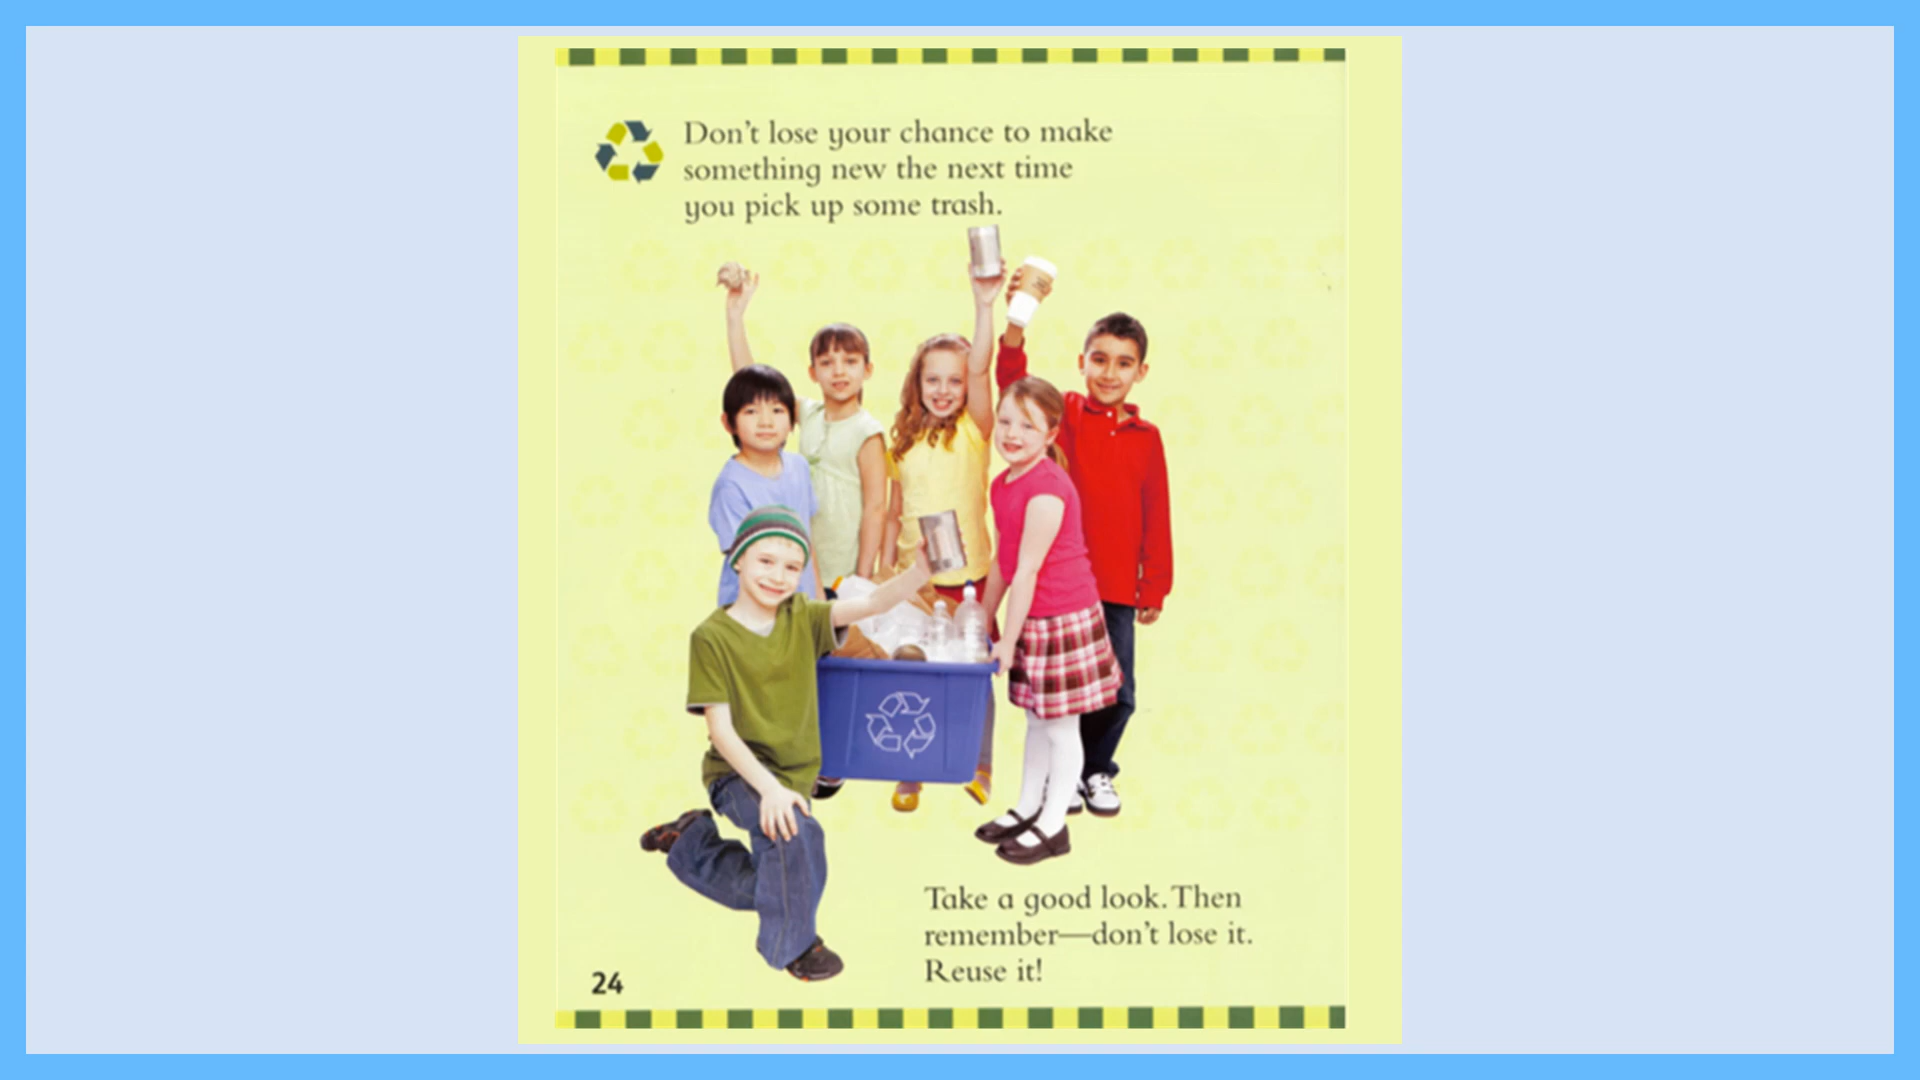 Don't lose your chance to make
something new the next time
you pick up some trash.
Take a good look. Then
remember—don't lose it.
Reuse it!
24